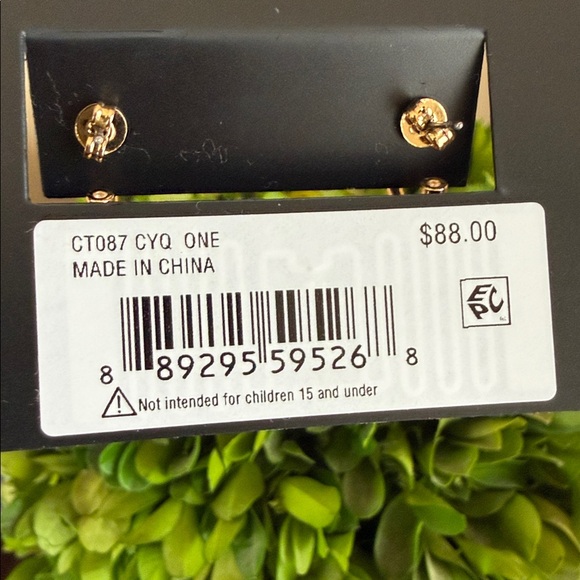 CT087 CYQ ONE $88.00
MADE IN CHINA
EPC
8 89295 59526 8
Not intended for children 15 and under